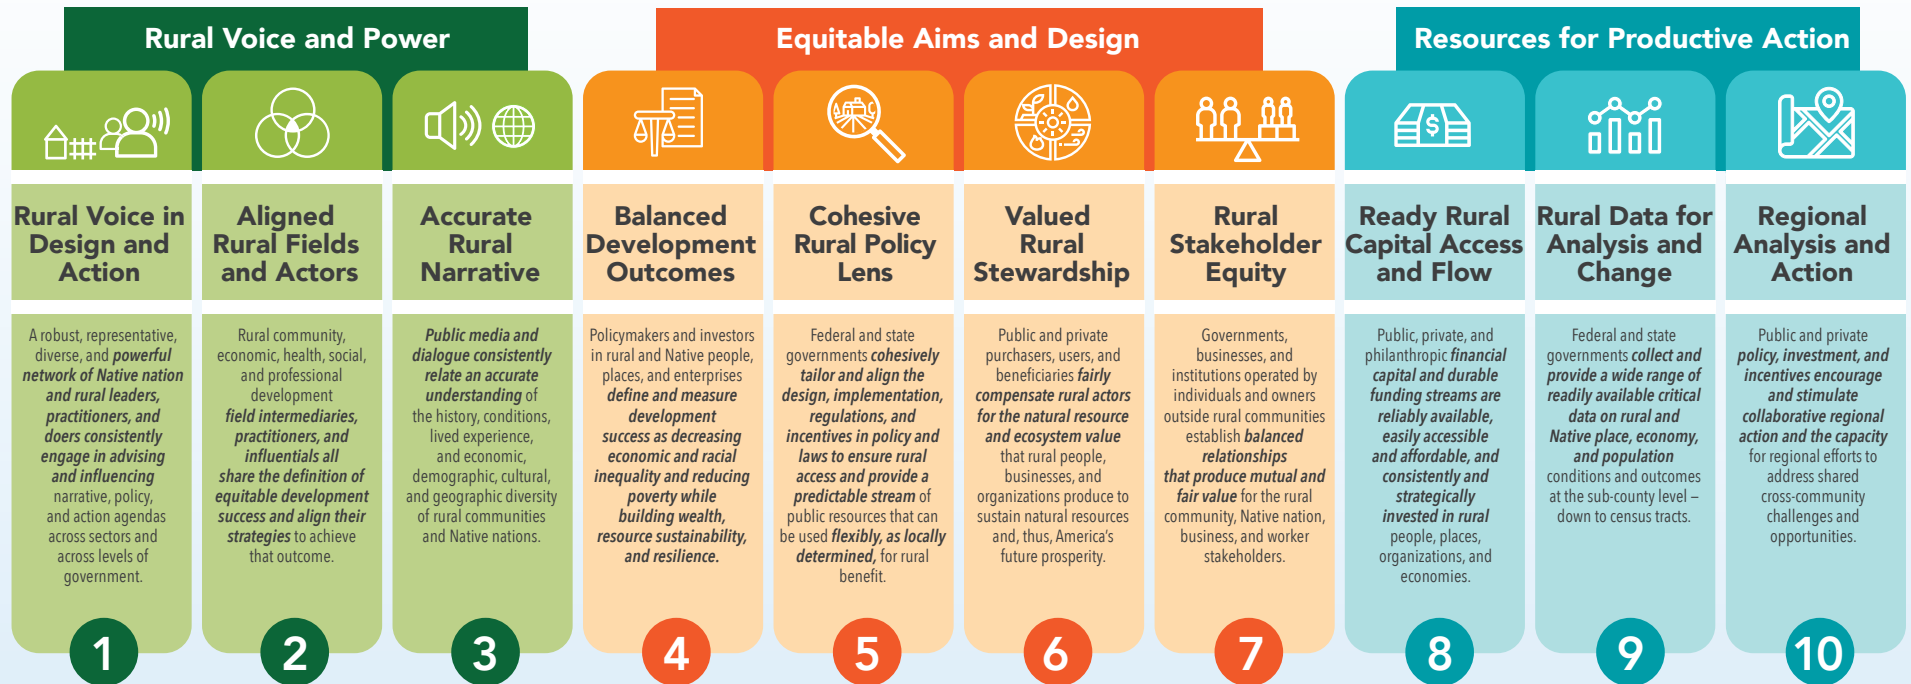 Rural Voice and Power
Rural Voice in
Design and
Action
A robust, representative,
diverse, and powerful
network of Native nation
and rural leaders,
practitioners, and
doers consistently
engage in advising
and influencing
narrative, policy,
and action agendas
across sectors and
across levels of
government.
1
Aligned
Rural Fields
and Actors
Rural community,
economic, health, social,
and professional
development
field intermediaries,
practitioners, and
influentials all
share the definition of
equitable development
success and align their
strategies to achieve
that outcome.
2
Accurate
Rural
Narrative
Public media and
dialogue consistently
relate an accurate
understanding of
the history, conditions,
lived experience,
and economic,
demographic, cultural,
and geographic diversity
of rural communities
and Native nations.
3
Equitable Aims and Design
Balanced
Development
Outcomes
Policymakers and investors
in rural and Native people,
places, and enterprises
define and measure
development
success as decreasing
economic and racial
inequality and reducing
poverty while
building wealth,
resource sustainability,
and resilience.
4
Cohesive
Rural Policy
Lens
Federal and state
governments cohesively
tailor and align the
design, implementation,
regulations, and
incentives in policy and
laws to ensure rural
access and provide a
predictable stream of
public resources that can
be used flexibly, as locally
determined, for rural
benefit.
5
Valued
Rural
Stewardship
Public and private
purchasers, users, and
beneficiaries fairly
compensate rural actors
for the natural resource
and ecosystem value
that rural people,
businesses, and
organizations produce to
sustain natural resources
and, thus, America's
future prosperity.
6
Rural
Stakeholder
Equity
Governments,
businesses, and
institutions operated by
individuals and owners
outside rural communities
establish balanced
relationships
that produce mutual and
fair value for the rural
community, Native nation,
business, and worker
stakeholders.
7
Resources for Productive Action
$
Ready Rural
Capital Access
and Flow
Public, private, and
philanthropic financial
capital and durable
funding streams are
reliably available,
easily accessible
and affordable, and
consistently and
strategically
invested in rural
people, places,
organizations, and
economies.
8
Rural Data for
Analysis and
Change
Federal and state
governments collect and
provide a wide range of
readily available critical
data on rural and
Native place, economy,
and population
conditions and outcomes
at the sub-county level –
down to census tracts.
9
Regional
Analysis and
Action
Public and private
policy, investment, and
incentives encourage
and stimulate
collaborative regional
action and the capacity
for regional efforts to
address shared
cross-community
challenges and
opportunities.
10